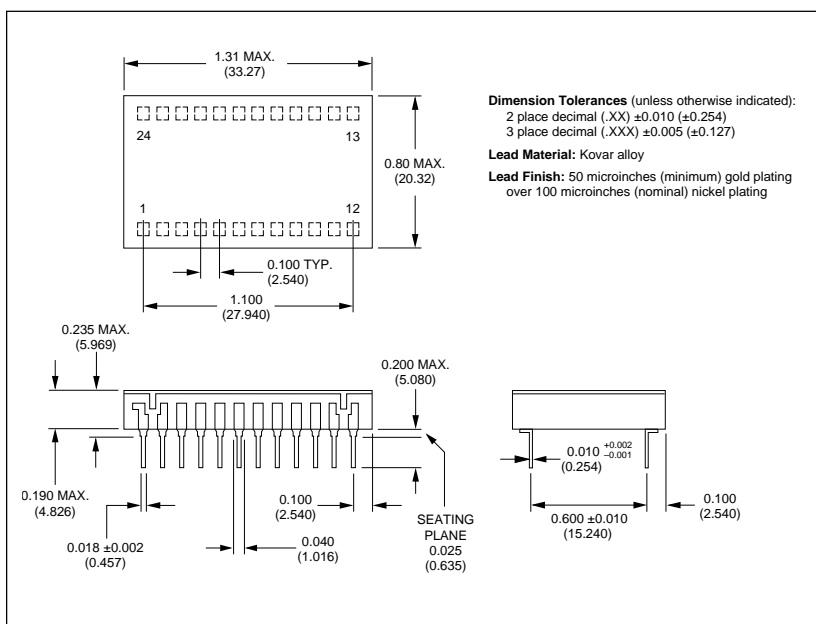 1.31 MAX.
(33.27)
24
13
1
12
0.80 MAX.
(20.32)
0.100 TYP.
(2.540)
1.100
(27.940)
Dimension Tolerances (unless otherwise indicated):
2 place decimal (.XX) ±0.010 (±0.254)
3 place decimal (.XXX) ±0.005 (±0.127)
Lead Material: Kovar alloy
Lead Finish: 50 microinches (minimum) gold plating
over 100 microinches (nominal) nickel plating
0.235 MAX.
(5.969)
0.200 MAX.
(5.080)
0.190 MAX.
(4.826)
0.018 ±0.002
(0.457)
0.100
(2.540)
0.040
(1.016)
SEATING
PLANE
0.025
(0.635)
0.010 +0.002
–0.001
(0.254)
0.600 ±0.010
(15.240)
0.100
(2.540)